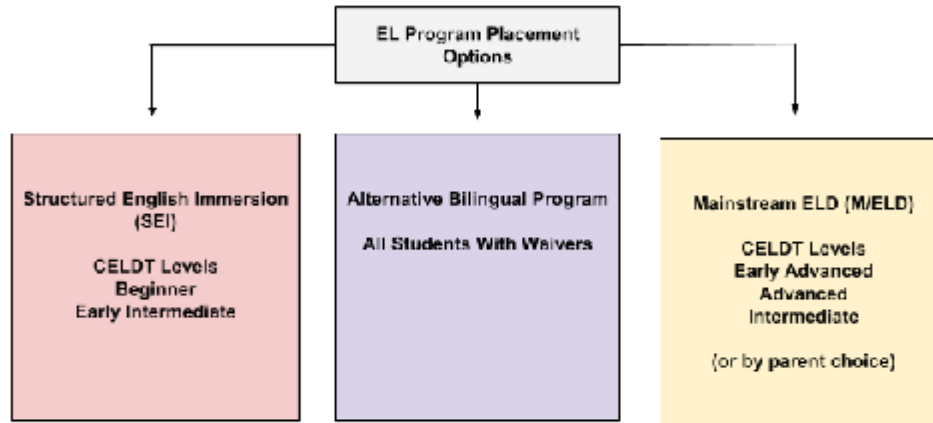 EL Program Placement
Options
Structured English Immersion
(SEI)
CELDT Levels
Beginner
Early Intermediate
Alternative Bilingual Program
All Students With Waivers
Mainstream ELD (M/ELD)
CELDT Levels
Early Advanced
Advanced
Intermediate
(or by parent choice)